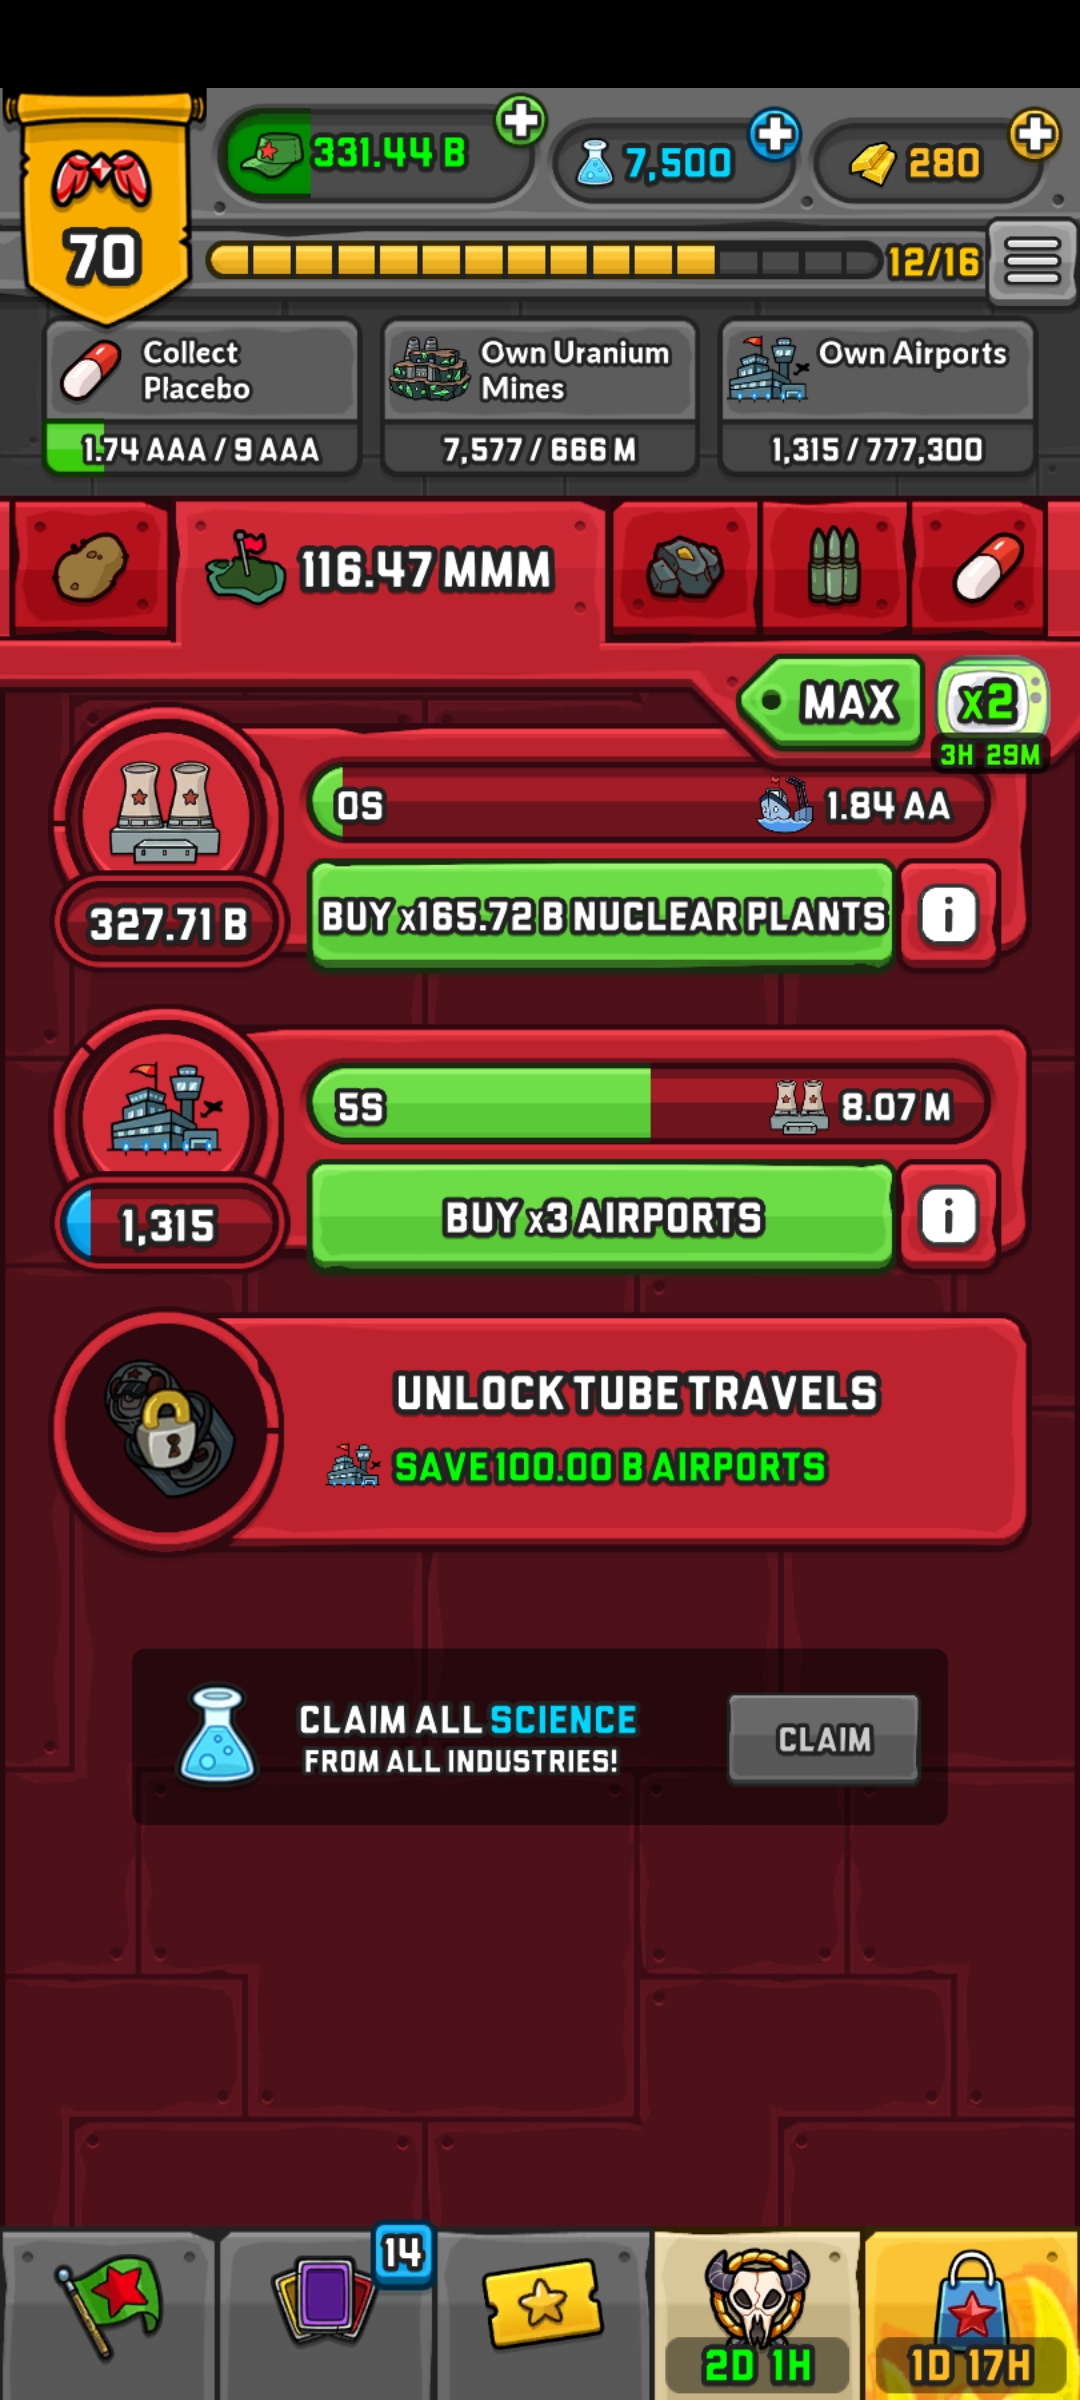 331.44 B
7,500
280
70
12/16
Collect
Placebo
1.74 AAA / 9 AAA
Own Uranium
Mines
7,577 / 666 M
Own Airports
1,315 / 777,300
116.47 MMM
MAX
x2
3H 29M
0S
1.84 AA
327.71 B
BUY x165.72 B NUCLEAR PLANTS
i
5S
8.07 M
1,315
BUY x3 AIRPORTS
i
UNLOCK TUBE TRAVELS
SAVE 100.00 B AIRPORTS
CLAIM ALL SCIENCE
FROM ALL INDUSTRIES!
CLAIM
14
2D 1H
1D 17H